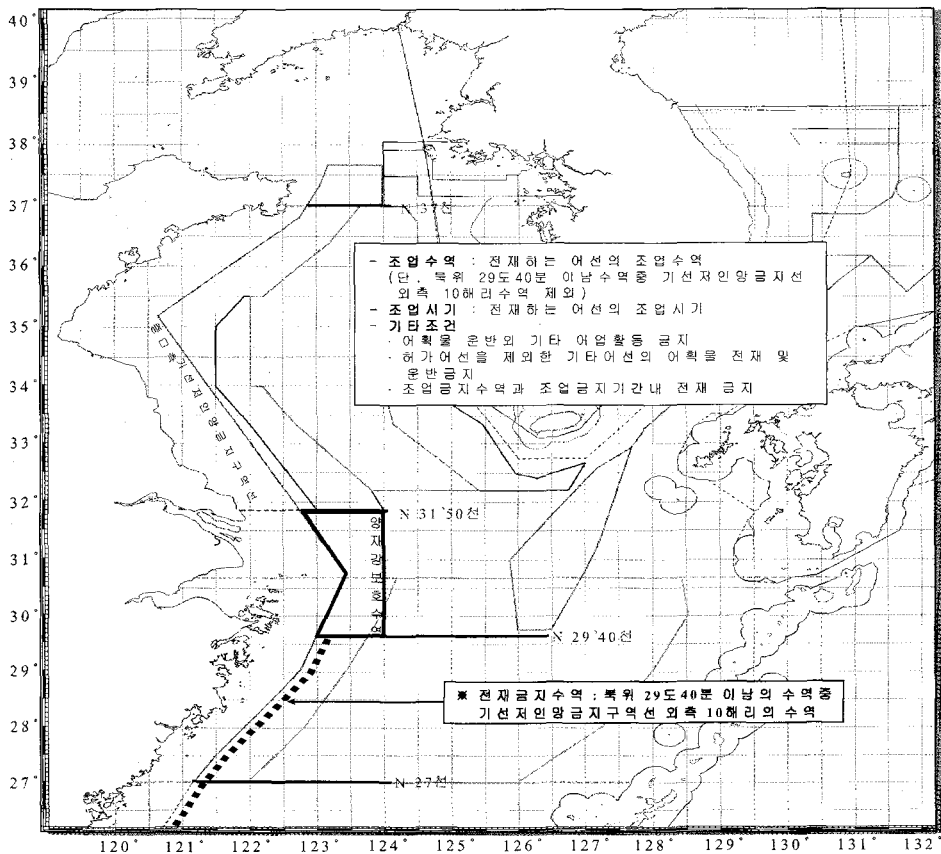 40°
39°
38°
37°
N 37선
36°
- 조업수역 : 전재하는 어선의 조업수역
(단, 북위 29도40분 이남수역중 기선저인망금지선
외측 10해리수역 제외)
- 조업시기 : 전재하는 어선의 조업시기
- 기타조건
· 어획물 운반외 기타 어업활동 금지
· 허가어선을 제외한 기타어선의 어획물 전재 및
운반금지
· 조업금지수역과 조업금지기간내 전재 금지
35°
34°
33°
기선저인망금지구역선
32°
N 31˚50선
31°
양자강보호수역
30°
N 29˚40선
29°
※ 전재금지수역 : 북위 29도40분 이남의 수역중
기선저인망금지구역선 외측 10해리의 수역
28°
27°
N 27선
120° 121° 122° 123° 124° 125° 126° 127° 128° 129° 130° 131° 132°